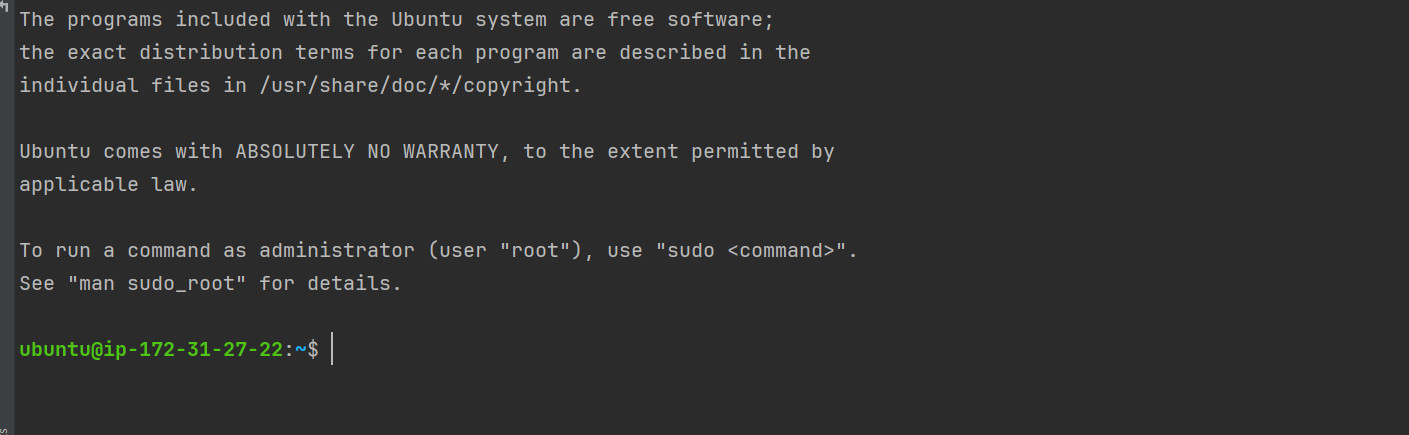 The programs included with the Ubuntu system are free software;
the exact distribution terms for each program are described in the
individual files in /usr/share/doc/*/copyright.
Ubuntu comes with ABSOLUTELY NO WARRANTY, to the extent permitted by
applicable law.
To run a command as administrator (user "root"), use "sudo <command>".
See "man sudo_root" for details.
ubuntu@ip-172-31-27-22:~$